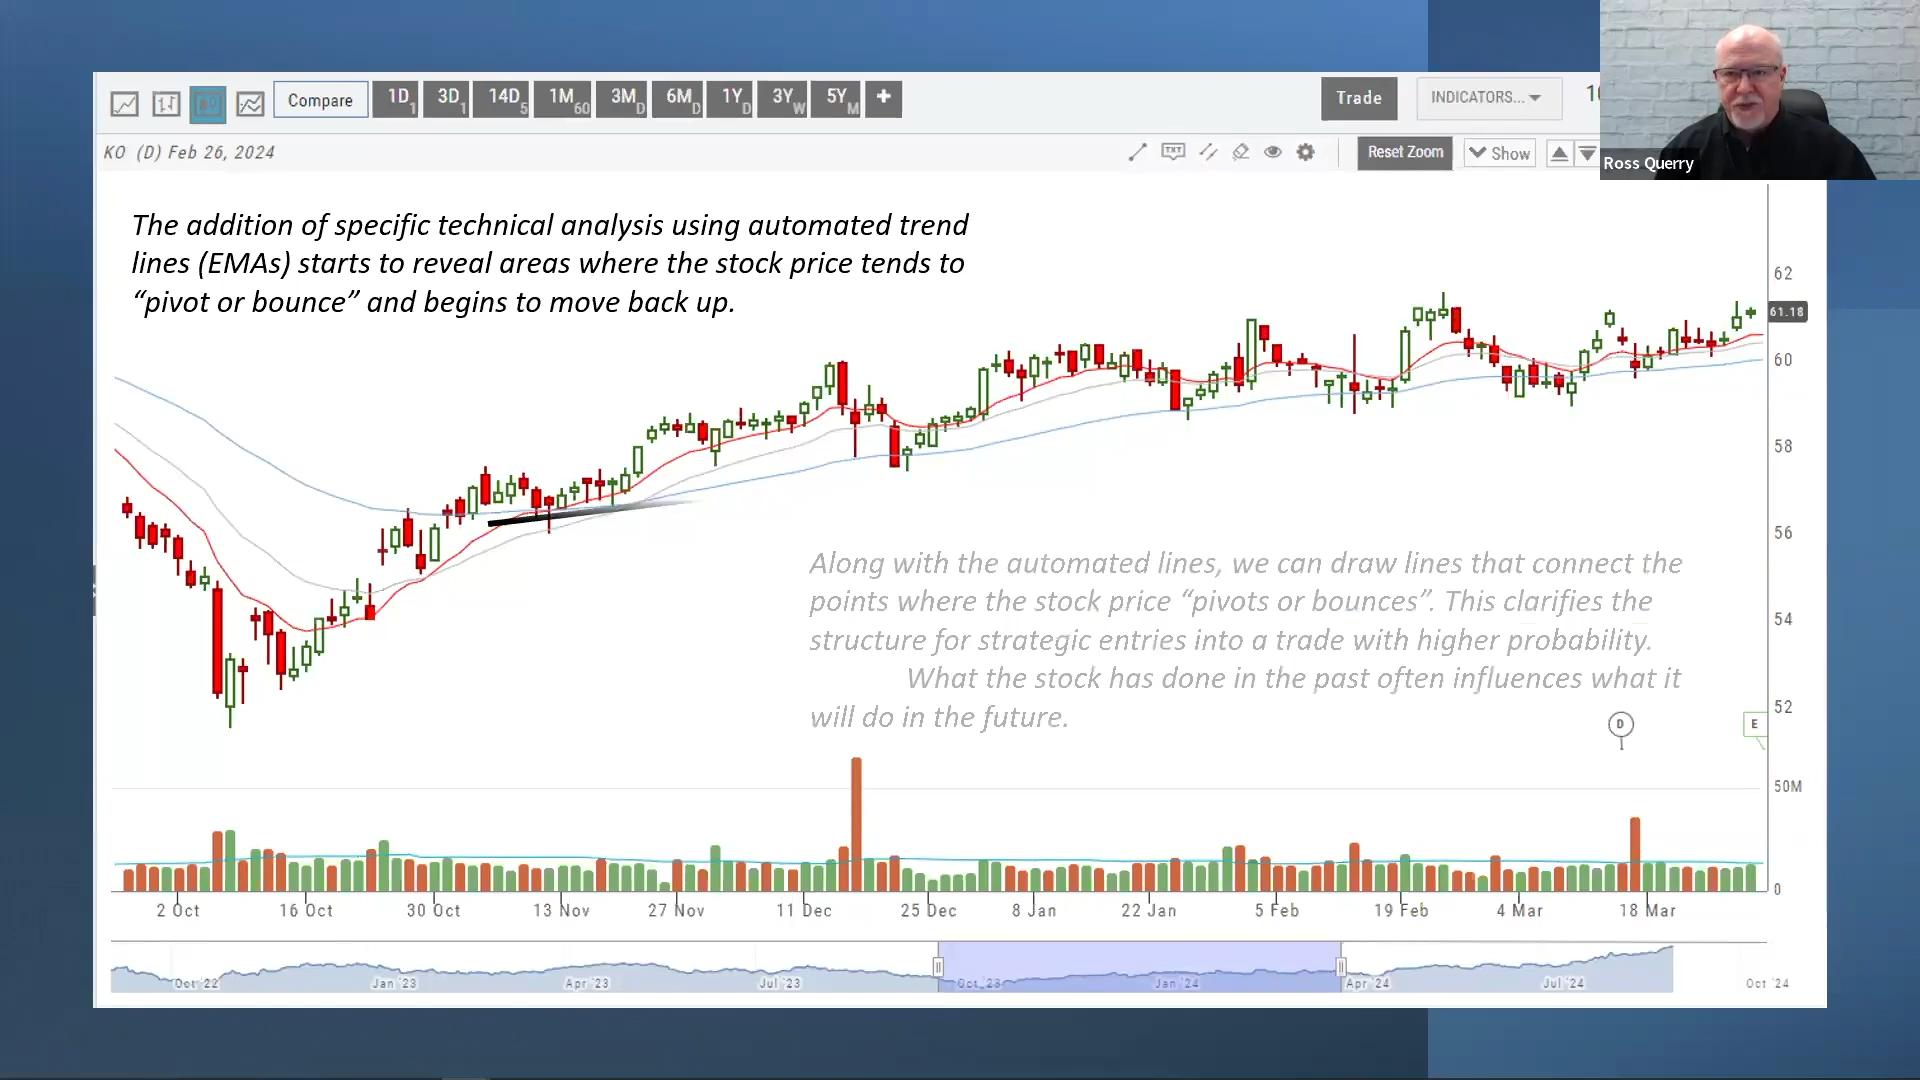 Compare
1D 1
3D 1
14D 5
1M 60
3M D
6M D
1Y D
3Y W
5Y M
+
Trade
INDICATORS...
Ross Querry
KO (D) Feb 26, 2024
TXT
Reset Zoom
Show
The addition of specific technical analysis using automated trend
lines (EMAs) starts to reveal areas where the stock price tends to
“pivot or bounce” and begins to move back up.
62
61.18
60
58
56
54
52
Along with the automated lines, we can draw lines that connect the
points where the stock price “pivots or bounces”. This clarifies the
structure for strategic entries into a trade with higher probability.
What the stock has done in the past often influences what it
will do in the future.
D
E
50M
0
2 Oct
16 Oct
30 Oct
13 Nov
27 Nov
11 Dec
25 Dec
8 Jan
22 Jan
5 Feb
19 Feb
4 Mar
18 Mar
Oct '22
Jan '23
Apr '23
Jul '23
Oct '23
Jan '24
Apr '24
Jul '24
Oct '24